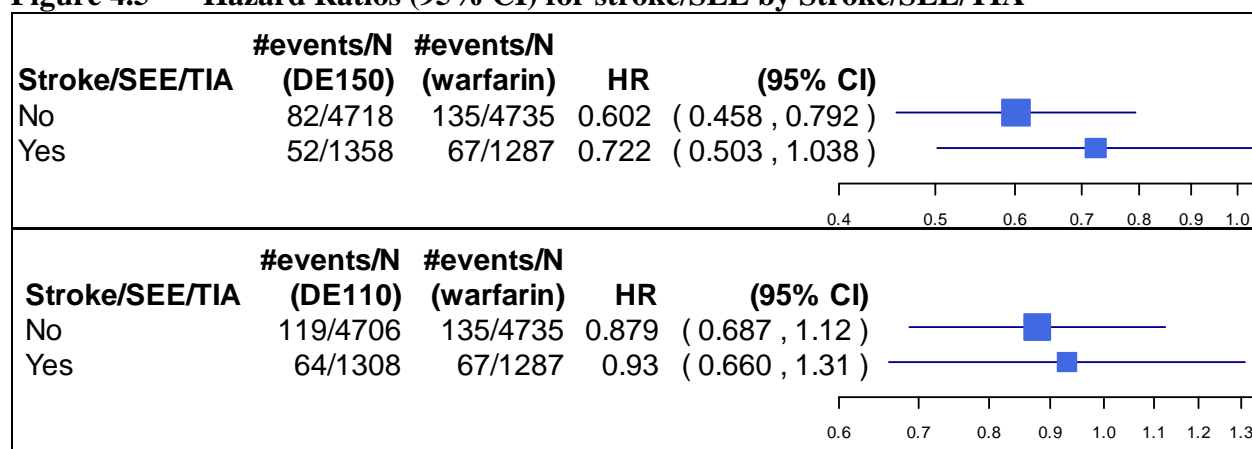 Figure 4.5 Hazard Ratios (95% CI) for stroke/SEE by Stroke/SEE/TIA
#events/N #events/N
Stroke/SEE/TIA (DE150) (warfarin) HR (95% CI)
No 82/4718 135/4735 0.602 ( 0.458 , 0.792 )
Yes 52/1358 67/1287 0.722 ( 0.503 , 1.038 )
0.4 0.5 0.6 0.7 0.8 0.9 1.0
#events/N #events/N
Stroke/SEE/TIA (DE110) (warfarin) HR (95% CI)
No 119/4706 135/4735 0.879 ( 0.687 , 1.12 )
Yes 64/1308 67/1287 0.93 ( 0.660 , 1.31 )
0.6 0.7 0.8 0.9 1.0 1.1 1.2 1.3